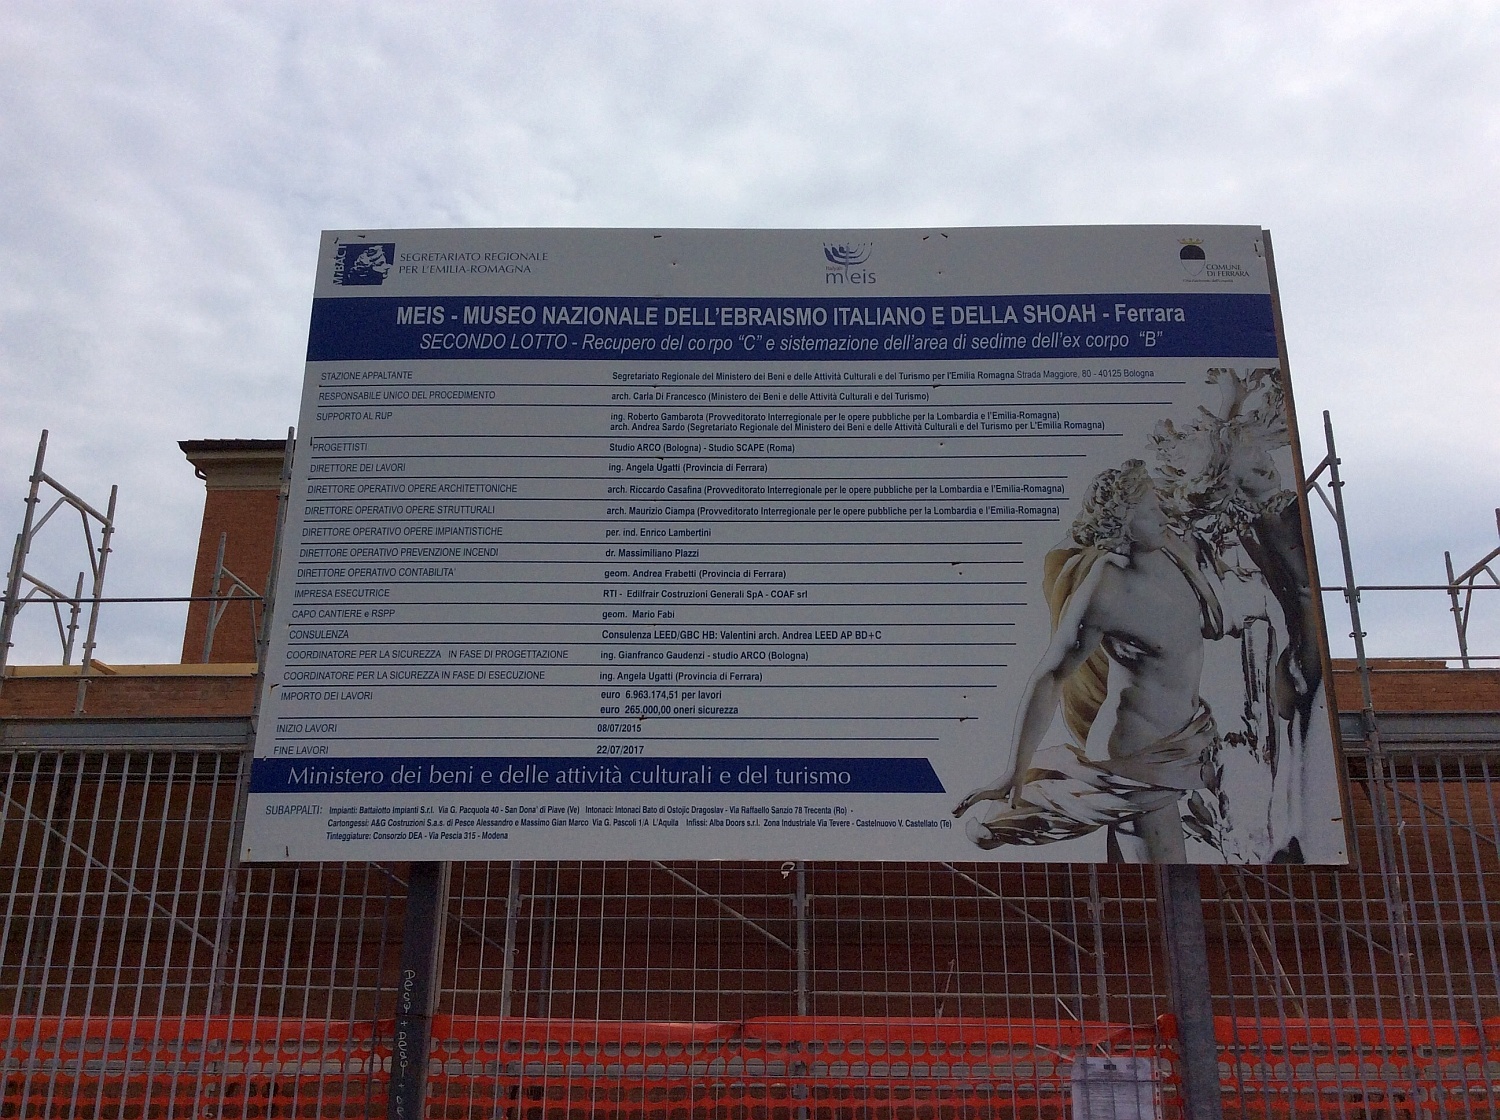 MiBACT
SEGRETARIATO REGIONALE
PER L'EMILIA-ROMAGNA
meis
COMUNE
DI FERRARA
MEIS - MUSEO NAZIONALE DELL'EBRAISMO ITALIANO E DELLA SHOAH - Ferrara
SECONDO LOTTO - Recupero del corpo "C" e sistemazione dell'area di sedime dell'ex corpo "B"
STAZIONE APPALTANTE Segretariato Regionale del Ministero dei Beni e delle Attività Culturali e del Turismo per l'Emilia Romagna Strada Maggiore, 80 - 40125 Bologna
RESPONSABILE UNICO DEL PROCEDIMENTO arch. Carla Di Francesco (Ministero dei Beni e delle Attività Culturali e del Turismo)
SUPPORTO AL RUP ing. Roberto Gambarota (Provveditorato Interregionale per le opere pubbliche per la Lombardia e l'Emilia-Romagna)
arch. Andrea Sardo (Segretariato Regionale del Ministero dei Beni e delle Attività Culturali e del Turismo per L'Emilia Romagna)
PROGETTISTI Studio ARCO (Bologna) - Studio SCAPE (Roma)
DIRETTORE DEI LAVORI ing. Angela Ugatti (Provincia di Ferrara)
DIRETTORE OPERATIVO OPERE ARCHITETTONICHE arch. Riccardo Casafina (Provveditorato Interregionale per le opere pubbliche per la Lombardia e l'Emilia-Romagna)
DIRETTORE OPERATIVO OPERE STRUTTURALI arch. Maurizio Ciampa (Provveditorato Interregionale per le opere pubbliche per la Lombardia e l'Emilia-Romagna)
DIRETTORE OPERATIVO OPERE IMPIANTISTICHE per. ind. Enrico Lambertini
DIRETTORE OPERATIVO PREVENZIONE INCENDI dr. Massimiliano Plazzi
DIRETTORE OPERATIVO CONTABILITA' geom. Andrea Frabetti (Provincia di Ferrara)
IMPRESA ESECUTRICE RTI - Edilfrair Costruzioni Generali SpA - COAF srl
CAPO CANTIERE e RSPP geom. Mario Fabi
CONSULENZA Consulenza LEED/GBC HB: Valentini arch. Andrea LEED AP BD+C
COORDINATORE PER LA SICUREZZA IN FASE DI PROGETTAZIONE ing. Gianfranco Gaudenzi - studio ARCO (Bologna)
COORDINATORE PER LA SICUREZZA IN FASE DI ESECUZIONE ing. Angela Ugatti (Provincia di Ferrara)
IMPORTO DEI LAVORI euro 6.963.174,51 per lavori
euro 265.000,00 oneri sicurezza
INIZIO LAVORI 08/07/2015
FINE LAVORI 22/07/2017
Ministero dei beni e delle attività culturali e del turismo
SUBAPPALTI: Impianti: Battaiotto Impianti S.r.l. Via G. Pacquola 40 - San Dona' di Piave (Ve) Intonaci: Intonaci Bato di Ostojic Dragoslav - Via Raffaello Sanzio 78 Trecenta (Ro) -
Cartongessi: A&G Costruzioni S.a.s. di Pesce Alessandro e Massimo Gian Marco Via G. Pascoli 1/A L'Aquila Infissi: Alba Doors s.r.l. Zona Industriale Via Tevere - Castelnuovo V. Castellato (Te)
Tinteggiature: Consorzio DEA - Via Pescia 315 - Modena